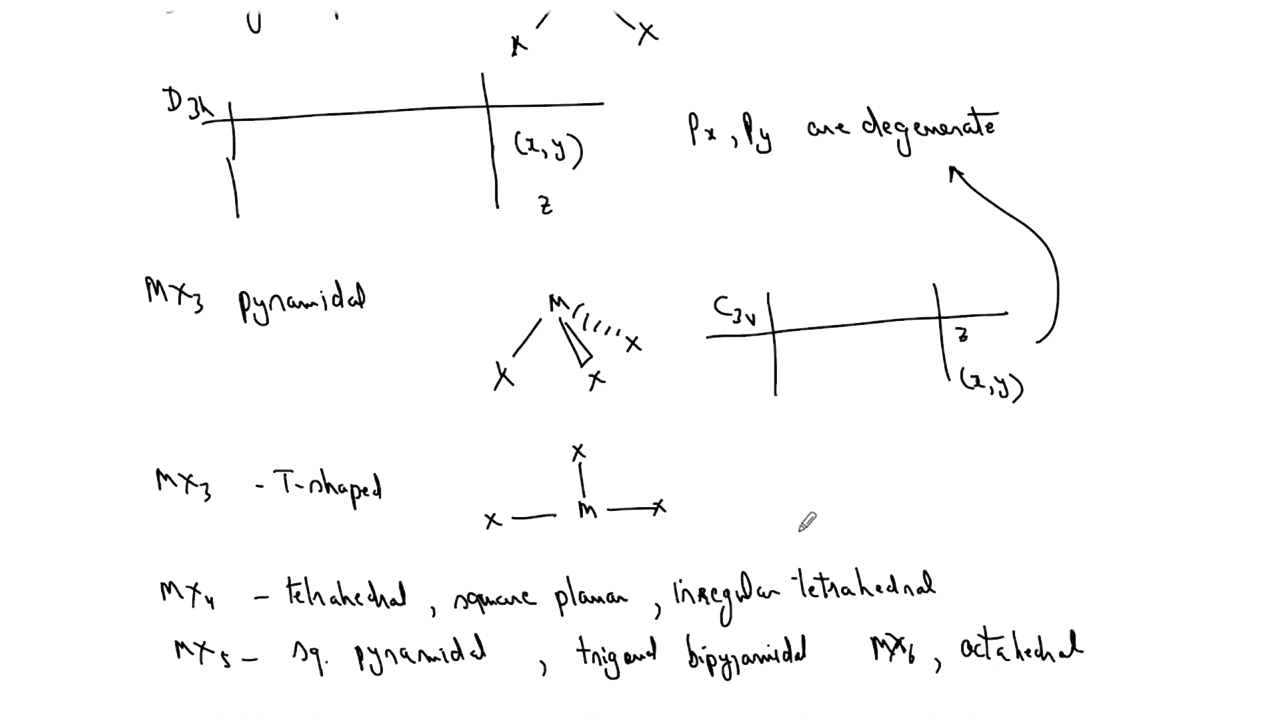 X X
D3h
(x, y)
z
Px, Py are degenerate
MX3 pyramidal
M
X X X
C3v
z
(x, y)
X
MX3 - T-shaped
X M X
MX4 - tetrahedral, square planar, irregular tetrahedral
MX5 - sq. pyramidal, trigonal bipyramidal MX6, octahedral